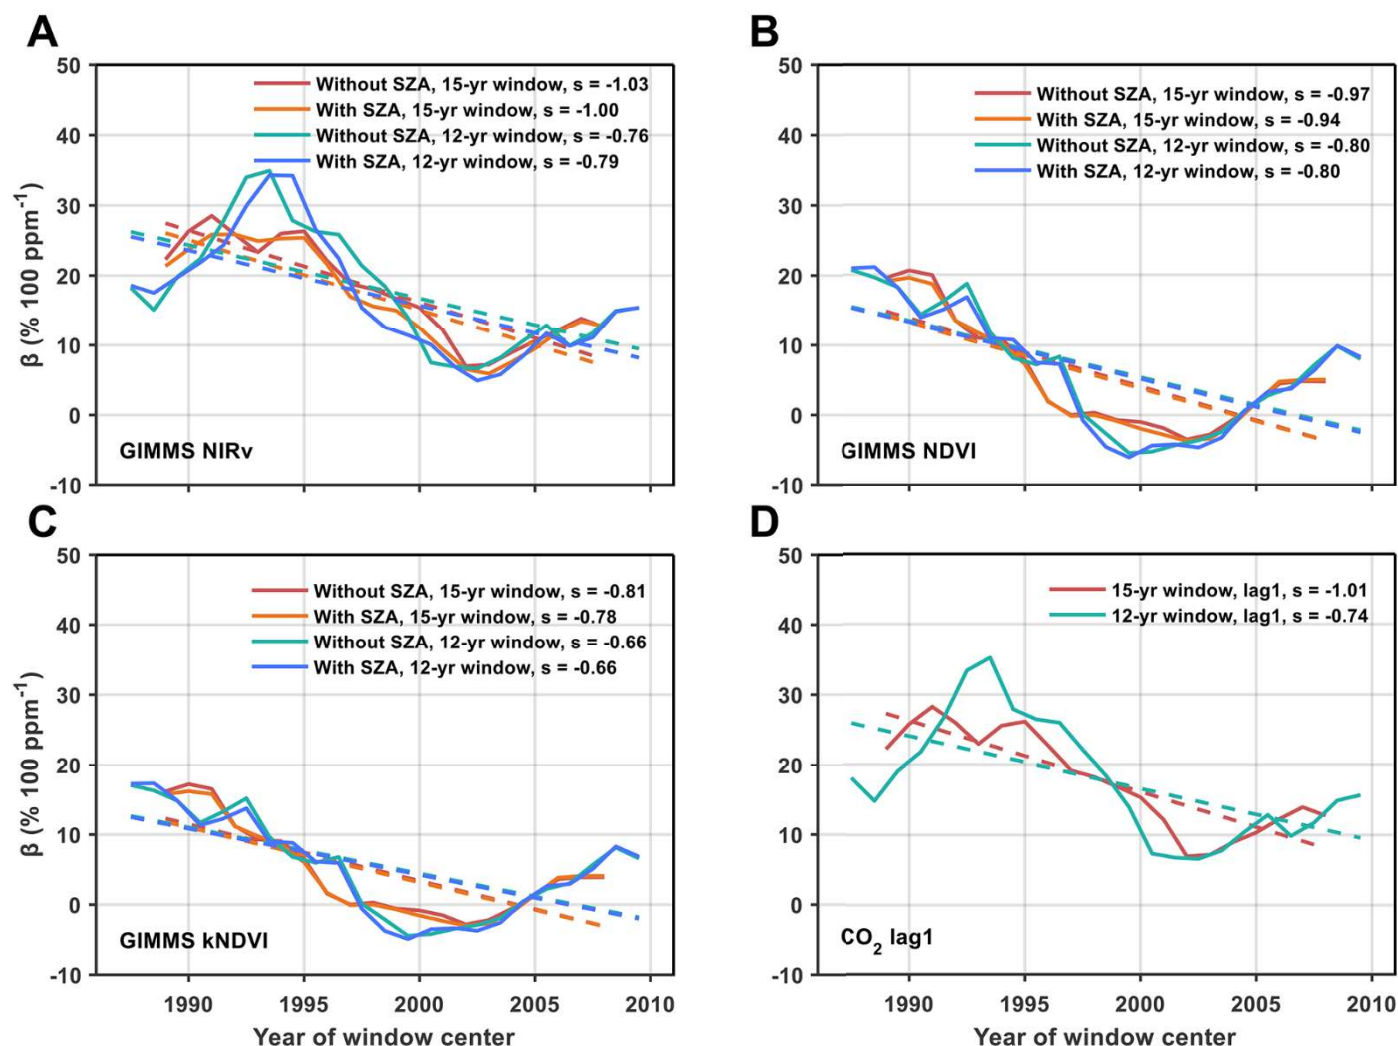 A
50
40
30
20
10
0
-10
β (% 100 ppm⁻¹)
Without SZA, 15-yr window, s = -1.03
With SZA, 15-yr window, s = -1.00
Without SZA, 12-yr window, s = -0.76
With SZA, 12-yr window, s = -0.79
GIMMS NIRv
B
50
40
30
20
10
0
-10
Without SZA, 15-yr window, s = -0.97
With SZA, 15-yr window, s = -0.94
Without SZA, 12-yr window, s = -0.80
With SZA, 12-yr window, s = -0.80
GIMMS NDVI
C
50
40
30
20
10
0
-10
β (% 100 ppm⁻¹)
Without SZA, 15-yr window, s = -0.81
With SZA, 15-yr window, s = -0.78
Without SZA, 12-yr window, s = -0.66
With SZA, 12-yr window, s = -0.66
GIMMS kNDVI
1990 1995 2000 2005 2010
Year of window center
D
50
40
30
20
10
0
-10
15-yr window, lag1, s = -1.01
12-yr window, lag1, s = -0.74
CO₂ lag1
1990 1995 2000 2005 2010
Year of window center